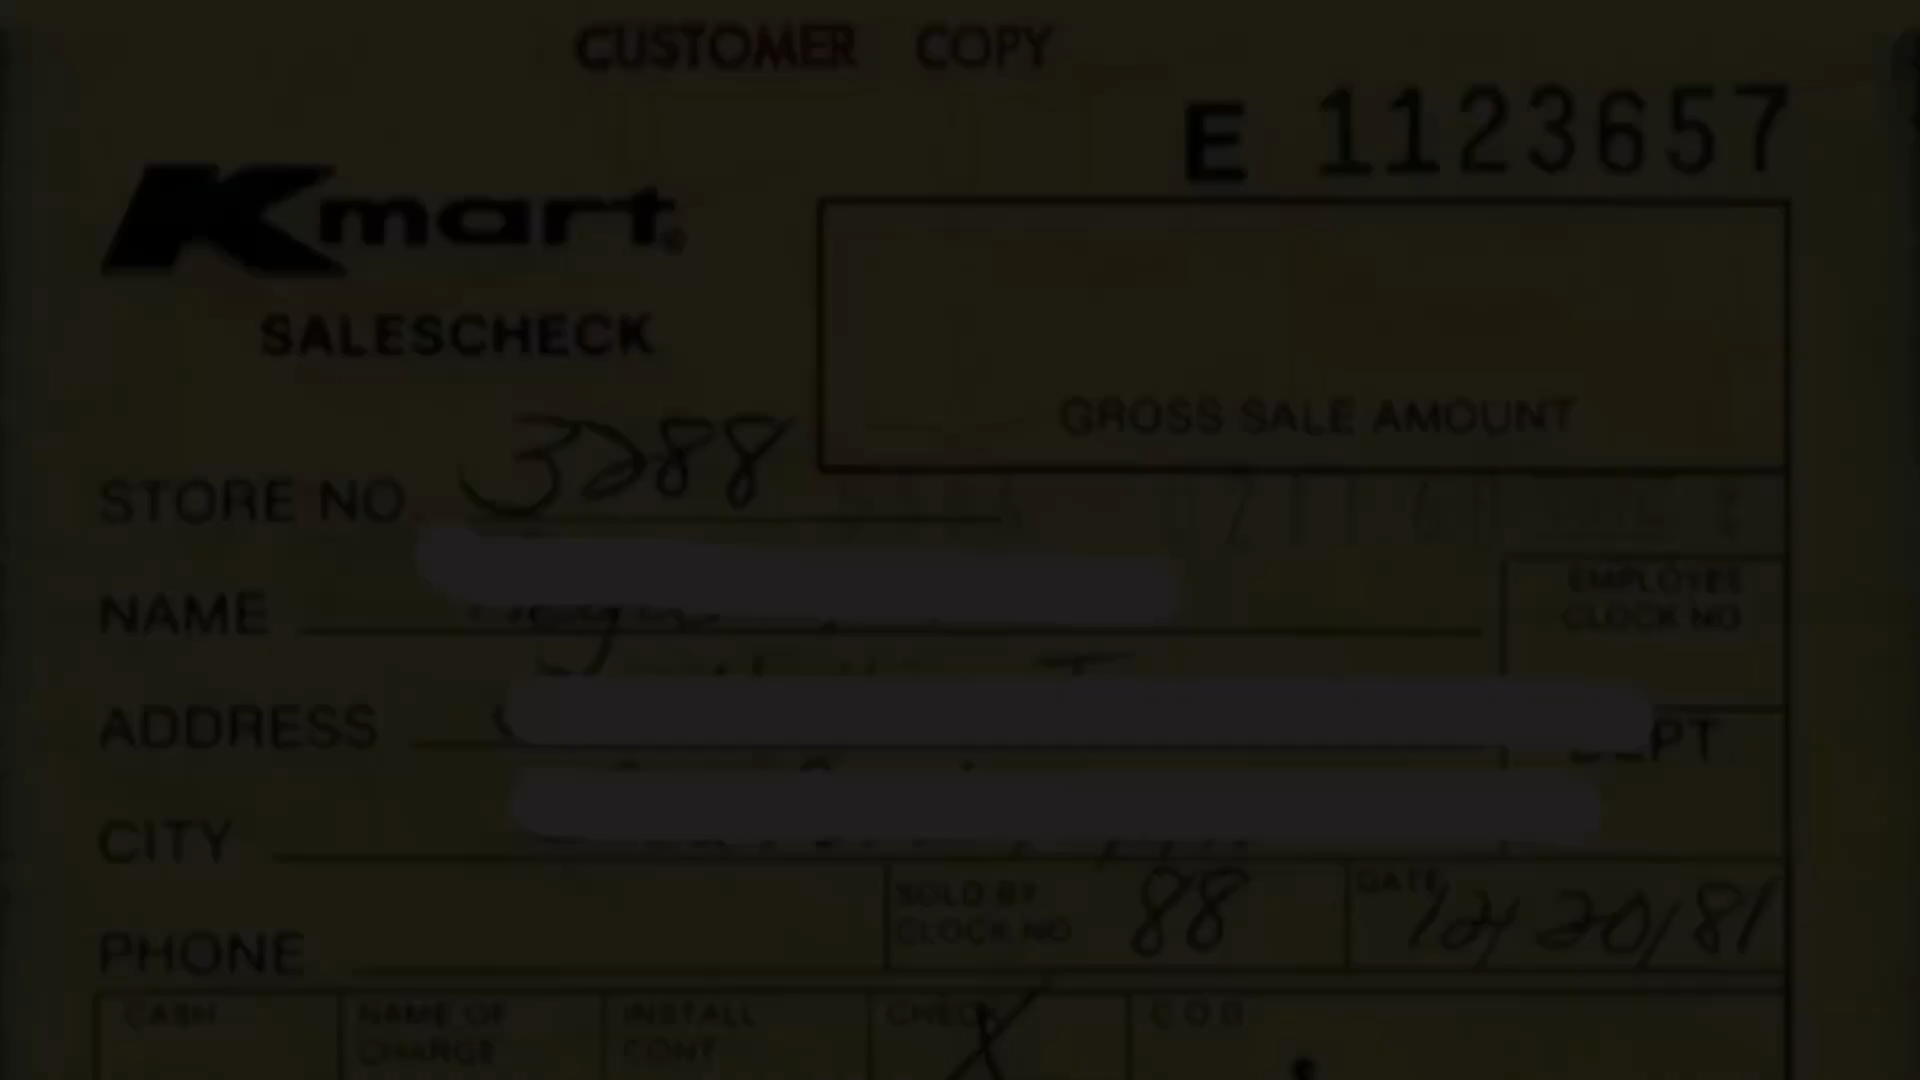 CUSTOMER COPY
E 1123657
Kmart®
SALESCHECK
GROSS SALE AMOUNT
STORE NO 3288
NAME
EMPLOYEE
CLOCK NO
ADDRESS
DEPT
CITY
PHONE
SOLD BY
CLOCK NO 88
DATE 12/20/81
CASH
NAME OF
CHARGE
INSTALL
CONT
CHECK X
C O D